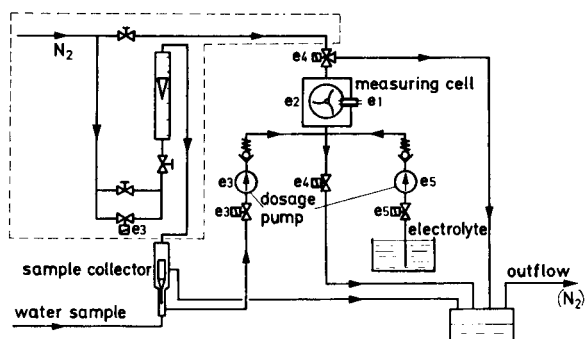 N2
e4
measuring cell
e2
e1
e3
e4
e5
dosage
pump
e3
e3
e5
electrolyte
sample collector
outflow
(N2)
water sample